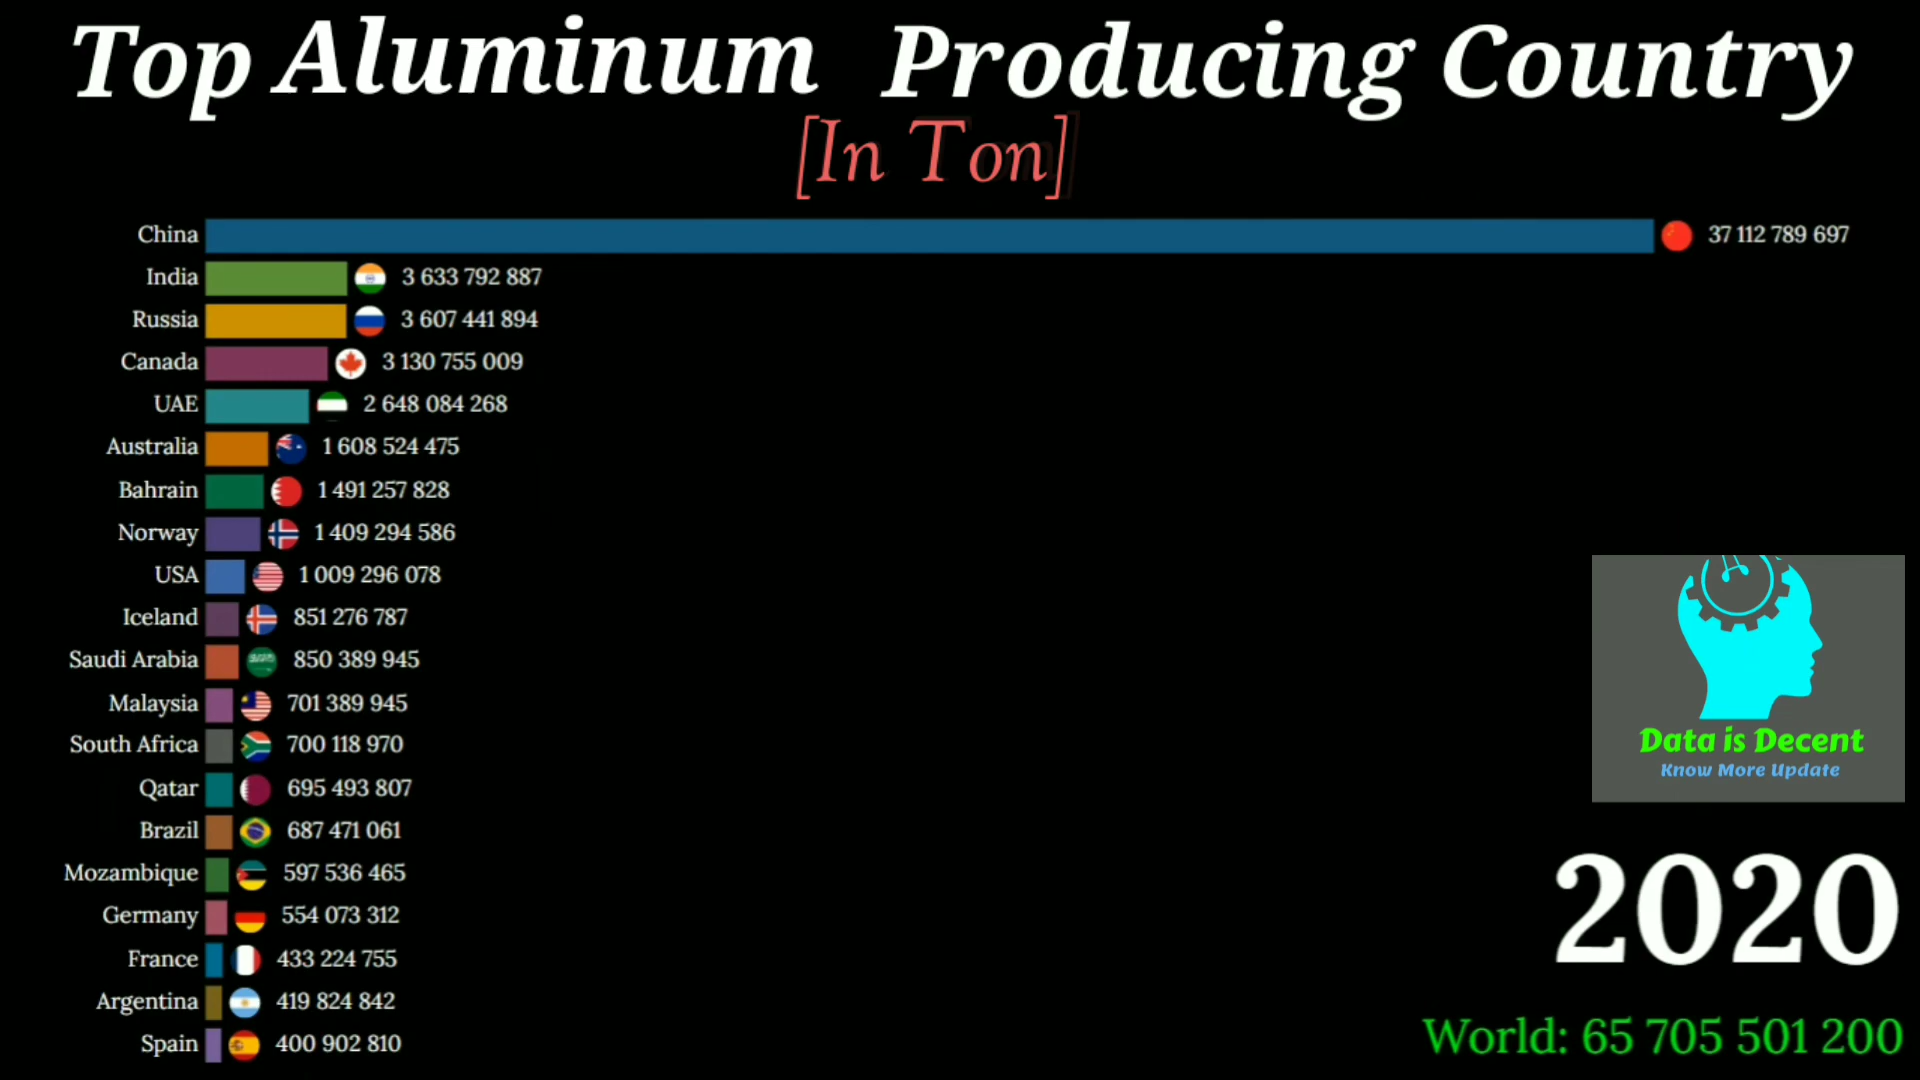 Top Aluminum Producing Country
[In Ton]
China 37 112 789 697
India 3 633 792 887
Russia 3 607 441 894
Canada 3 130 755 009
UAE 2 648 084 268
Australia 1 608 524 475
Bahrain 1 491 257 828
Norway 1 409 294 586
USA 1 009 296 078
Iceland 851 276 787
Saudi Arabia 850 389 945
Malaysia 701 389 945
South Africa 700 118 970
Qatar 695 493 807
Brazil 687 471 061
Mozambique 597 536 465
Germany 554 073 312
France 433 224 755
Argentina 419 824 842
Spain 400 902 810
Data is Decent
Know More Update
2020
World: 65 705 501 200